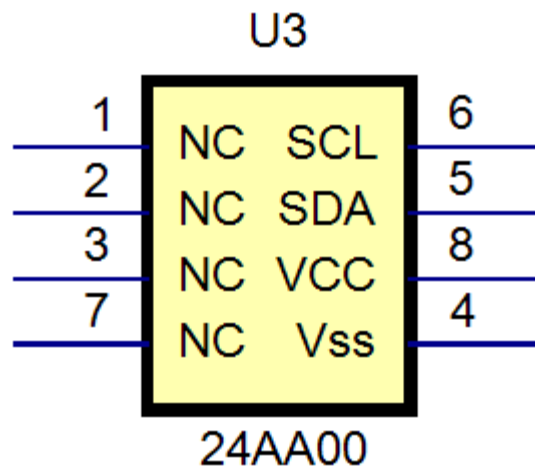 U3
1 NC SCL 6
2 NC SDA 5
3 NC VCC 8
7 NC Vss 4
24AA00